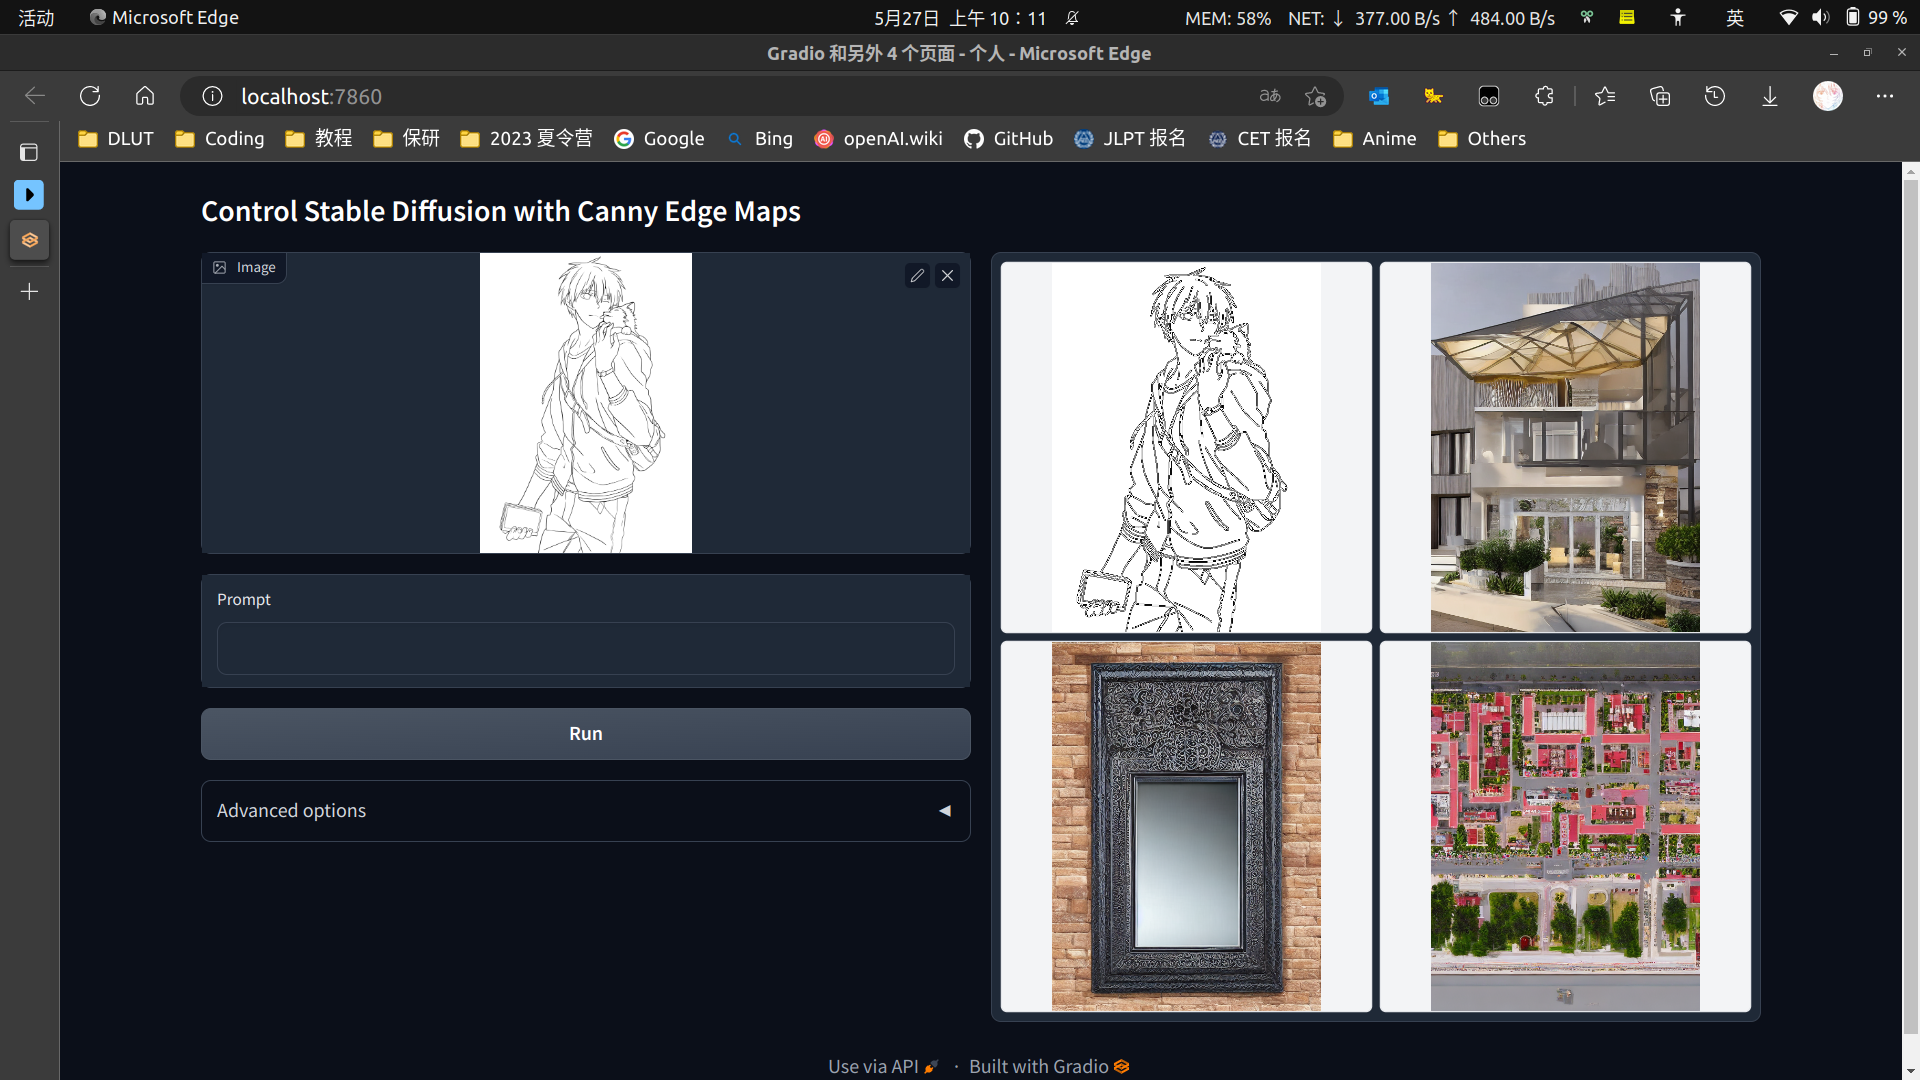 活动 Microsoft Edge 5月27日 上午 10：11 MEM: 58% NET: ↓ 377.00 B/s ↑ 484.00 B/s 英 99 %
Gradio 和另外 4 个页面 - 个人 - Microsoft Edge
localhost:7860 aあ
DLUT Coding 教程 保研 2023 夏令营 Google Bing openAI.wiki GitHub JLPT 报名 CET 报名 Anime Others
Control Stable Diffusion with Canny Edge Maps
Image
Prompt
Run
Advanced options
Use via API · Built with Gradio